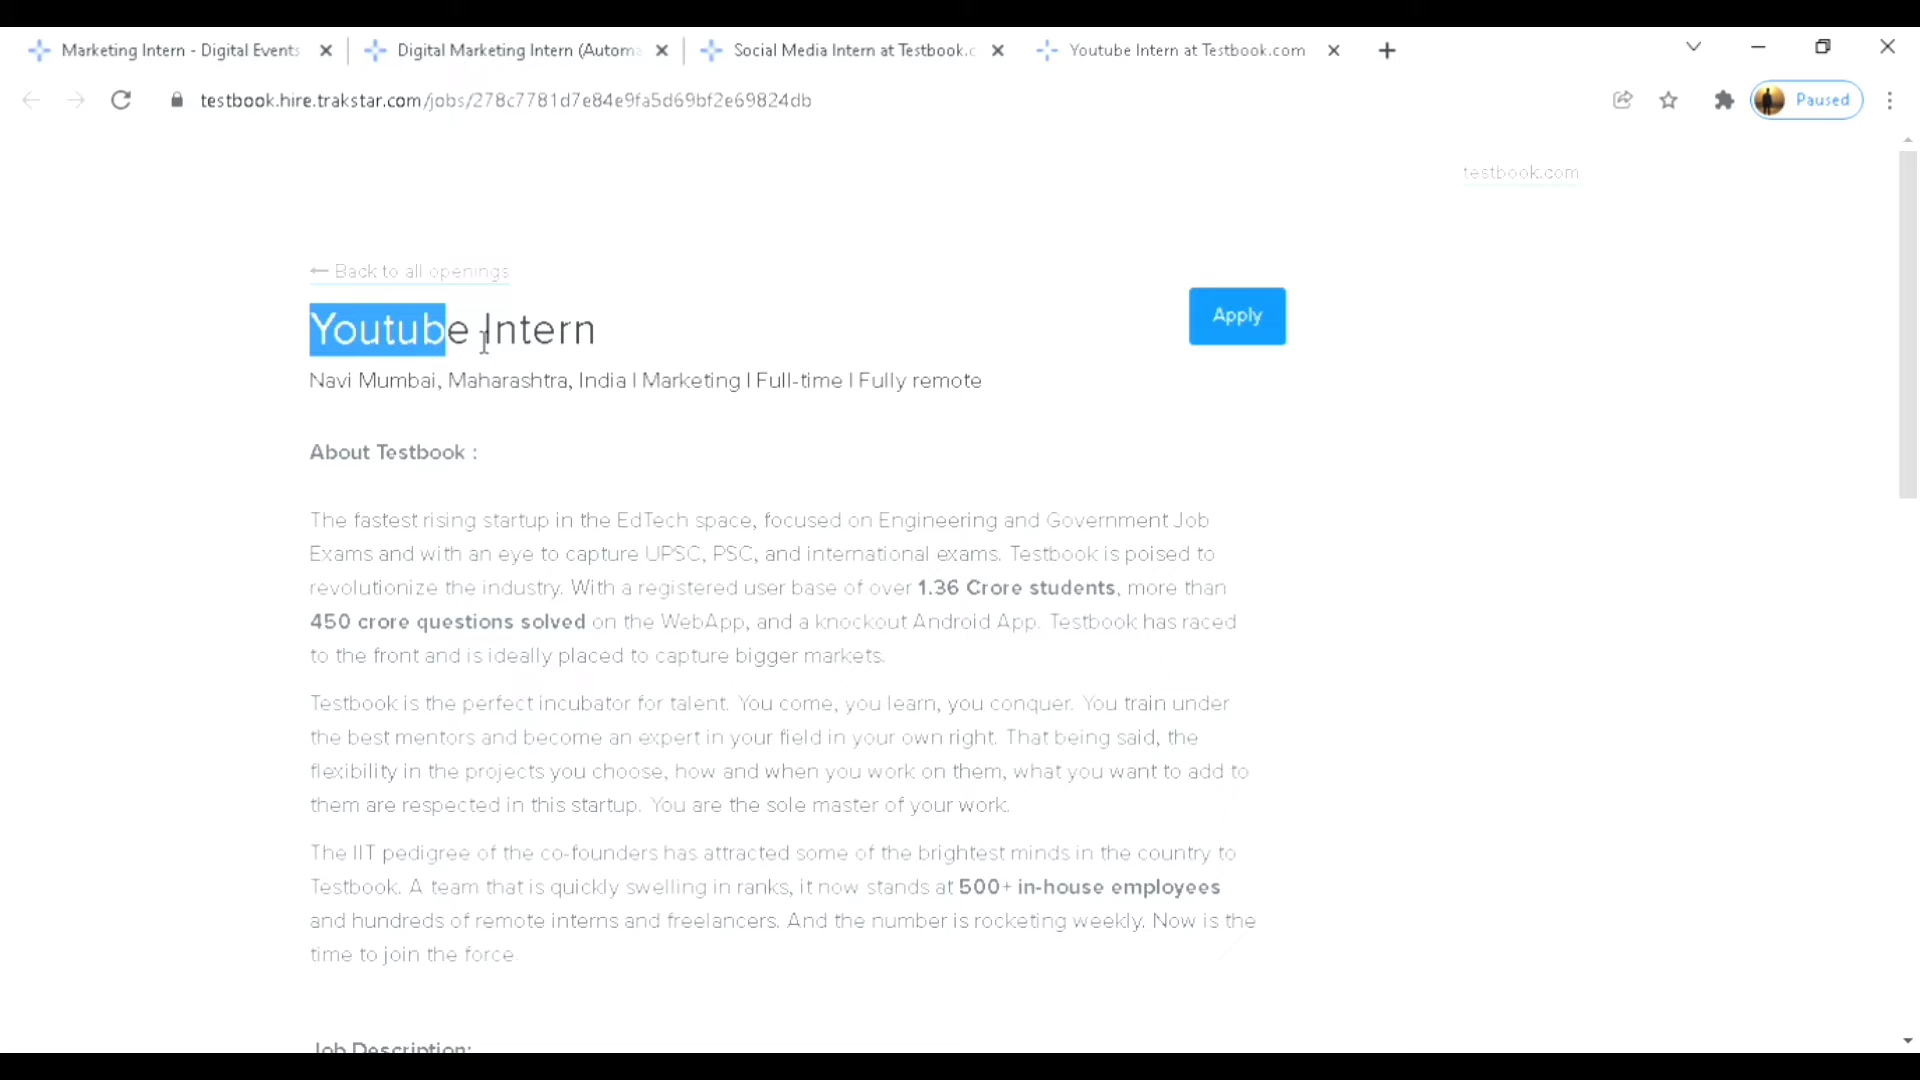 Marketing Intern - Digital Events
Digital Marketing Intern (Automa
Social Media Intern at Testbook.c
Youtube Intern at Testbook.com
testbook.hire.trakstar.com/jobs/278c7781d7e84e9fa5d69bf2e69824db
Paused
testbook.com
← Back to all openings
Youtube Intern
Apply
Navi Mumbai, Maharashtra, India | Marketing | Full-time | Fully remote
About Testbook :
The fastest rising startup in the EdTech space, focused on Engineering and Government Job
Exams and with an eye to capture UPSC, PSC, and international exams. Testbook is poised to
revolutionize the industry. With a registered user base of over 1.36 Crore students, more than
450 crore questions solved on the WebApp, and a knockout Android App. Testbook has raced
to the front and is ideally placed to capture bigger markets.
Testbook is the perfect incubator for talent. You come, you learn, you conquer. You train under
the best mentors and become an expert in your field in your own right. That being said, the
flexibility in the projects you choose, how and when you work on them, what you want to add to
them are respected in this startup. You are the sole master of your work.
The IIT pedigree of the co-founders has attracted some of the brightest minds in the country to
Testbook. A team that is quickly swelling in ranks, it now stands at 500+ in-house employees
and hundreds of remote interns and freelancers. And the number is rocketing weekly. Now is the
time to join the force
Job Description: